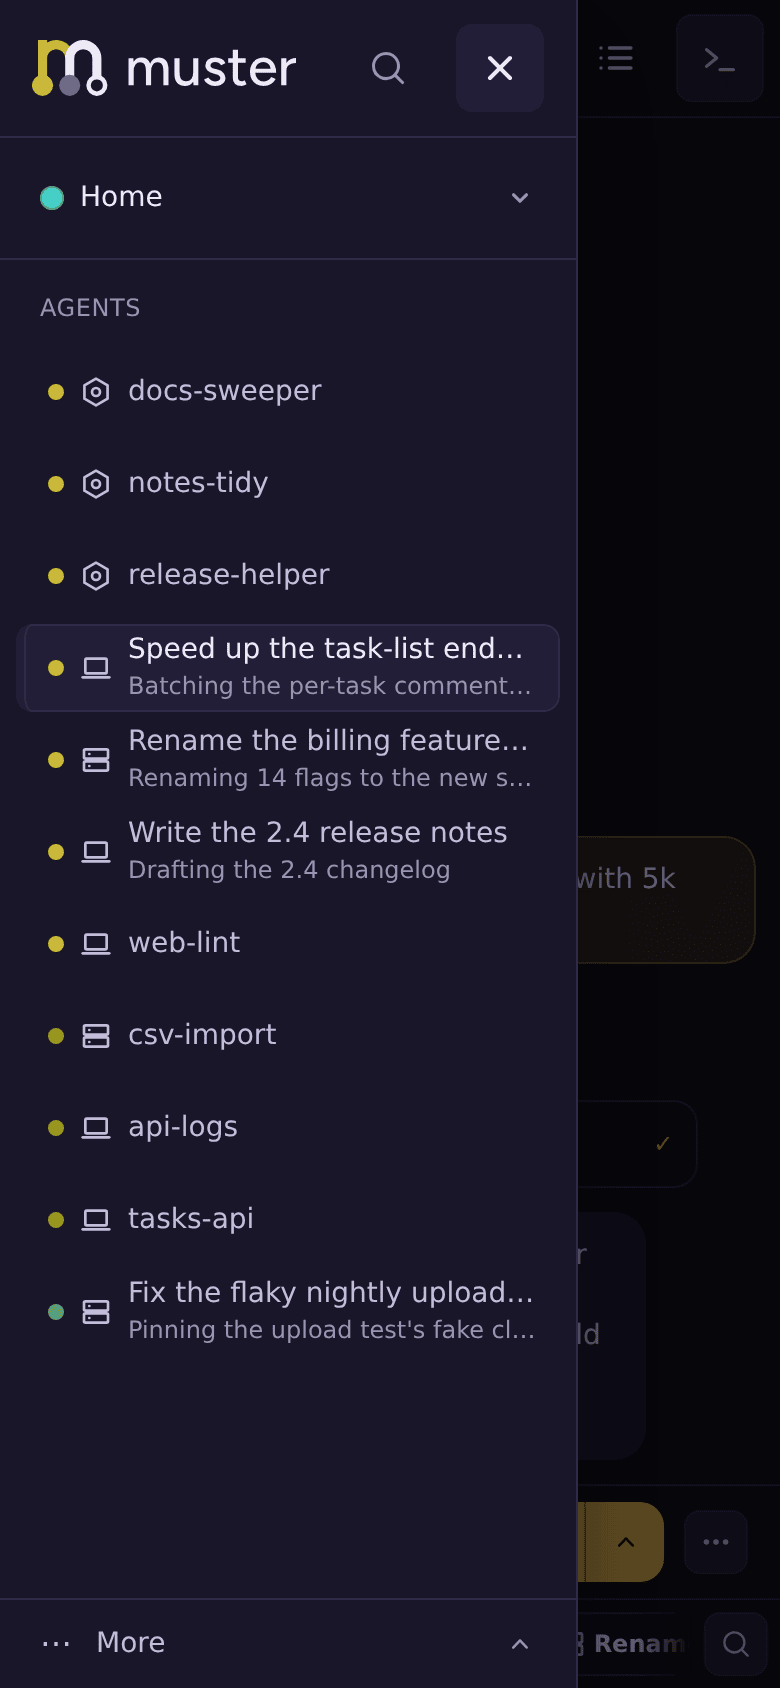 muster
Home
AGENTS
docs-sweeper
notes-tidy
release-helper
Speed up the task-list end…
Batching the per-task comment…
Rename the billing feature…
Renaming 14 flags to the new s…
Write the 2.4 release notes
Drafting the 2.4 changelog
with 5k
web-lint
csv-import
api-logs
✓
tasks-api
r
Fix the flaky nightly upload…
Pinning the upload test's fake cl…
ld
More
Renam